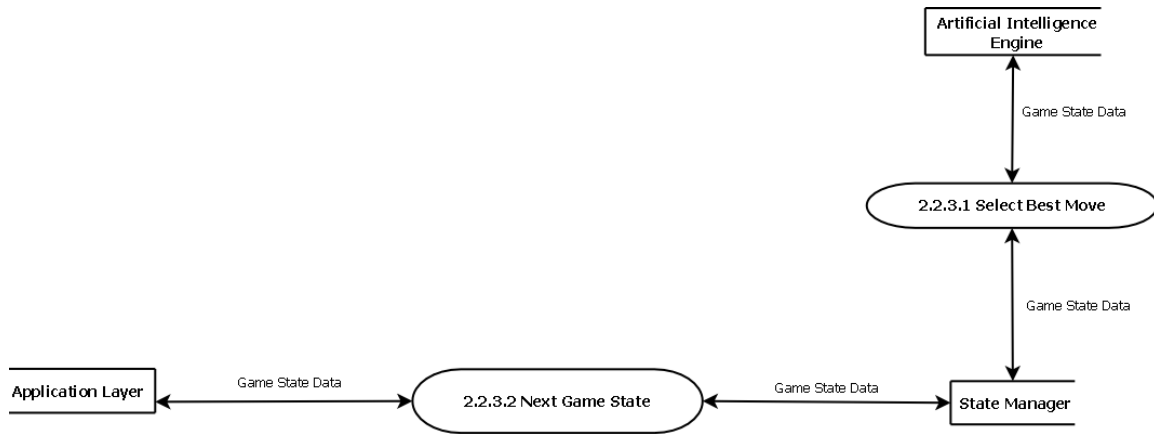 Artificial Intelligence
Engine
Game State Data
2.2.3.1 Select Best Move
Game State Data
Application Layer
Game State Data
2.2.3.2 Next Game State
Game State Data
State Manager